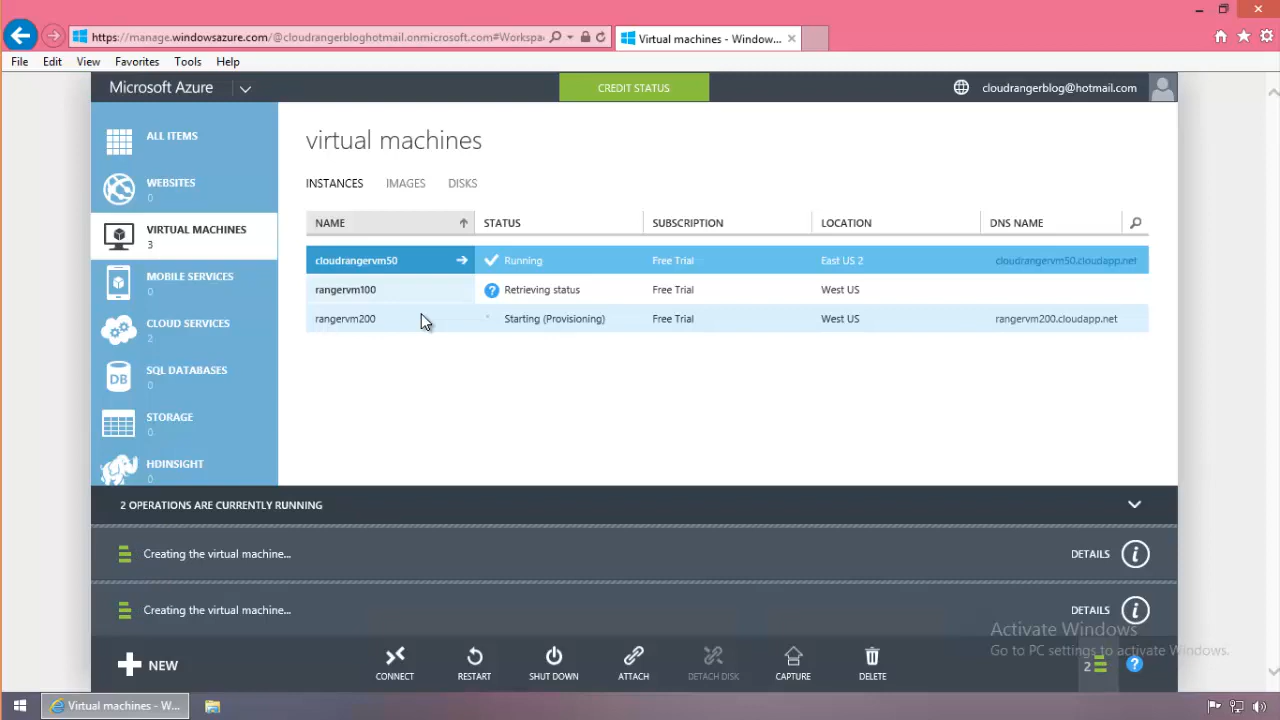 https://manage.windowsazure.com/@cloudrangerbloghotmail.onmicrosoft.com#Workspa
Virtual machines - Window...
File Edit View Favorites Tools Help
Microsoft Azure
CREDIT STATUS
cloudrangerblog@hotmail.com
ALL ITEMS
WEBSITES
0
VIRTUAL MACHINES
3
MOBILE SERVICES
0
CLOUD SERVICES
2
DB
SQL DATABASES
0
STORAGE
0
HDINSIGHT
0
virtual machines
INSTANCES IMAGES DISKS
NAME STATUS SUBSCRIPTION LOCATION DNS NAME
cloudrangervm50 Running Free Trial East US 2 cloudrangervm50.cloudapp.net
rangervm100 Retrieving status Free Trial West US
rangervm200 Starting (Provisioning) Free Trial West US rangervm200.cloudapp.net
2 OPERATIONS ARE CURRENTLY RUNNING
Creating the virtual machine... DETAILS
Creating the virtual machine... DETAILS
Activate Windows
Go to PC settings to activate Windows.
NEW
CONNECT RESTART SHUT DOWN ATTACH DETACH DISK CAPTURE DELETE
2
Virtual machines - W...